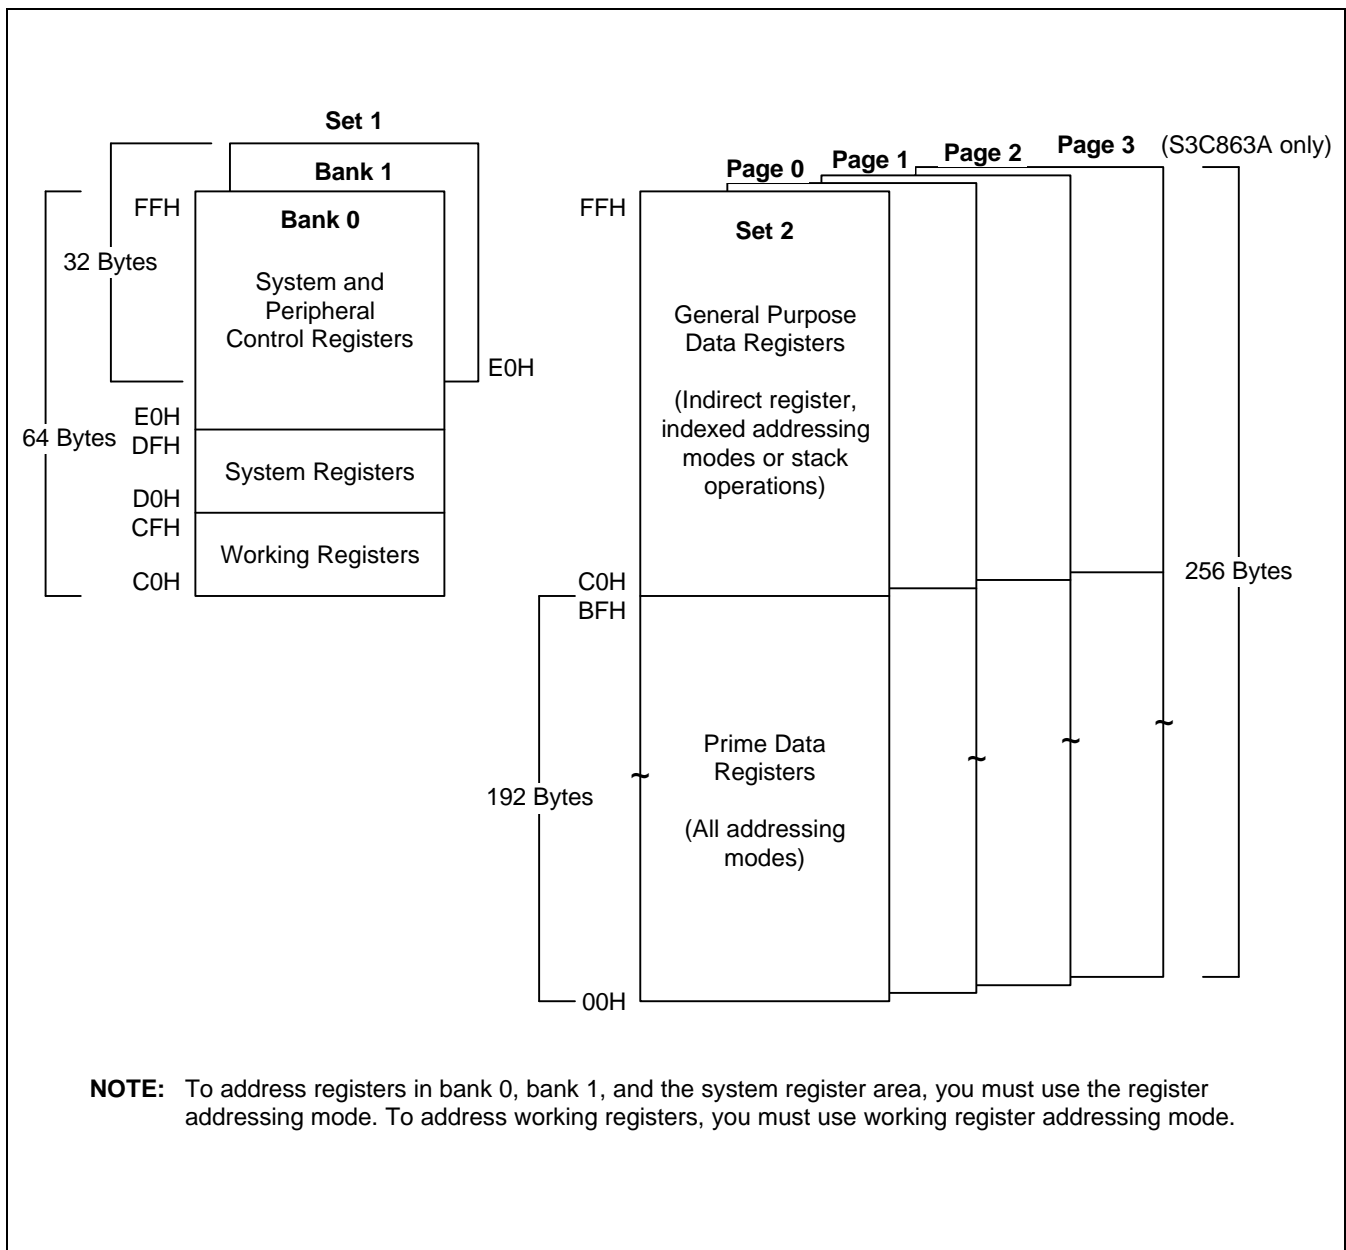 Set 1
Bank 1
Bank 0
FFH
32 Bytes
System and
Peripheral
Control Registers
E0H
E0H
64 Bytes
DFH
System Registers
D0H
CFH
Working Registers
C0H
Page 0
Page 1
Page 2
Page 3
(S3C863A only)
FFH
Set 2
General Purpose
Data Registers
(Indirect register,
indexed addressing
modes or stack
operations)
C0H
BFH
256 Bytes
Prime Data
Registers
(All addressing
modes)
~
~
~
~
192 Bytes
00H
NOTE: To address registers in bank 0, bank 1, and the system register area, you must use the register
addressing mode. To address working registers, you must use working register addressing mode.